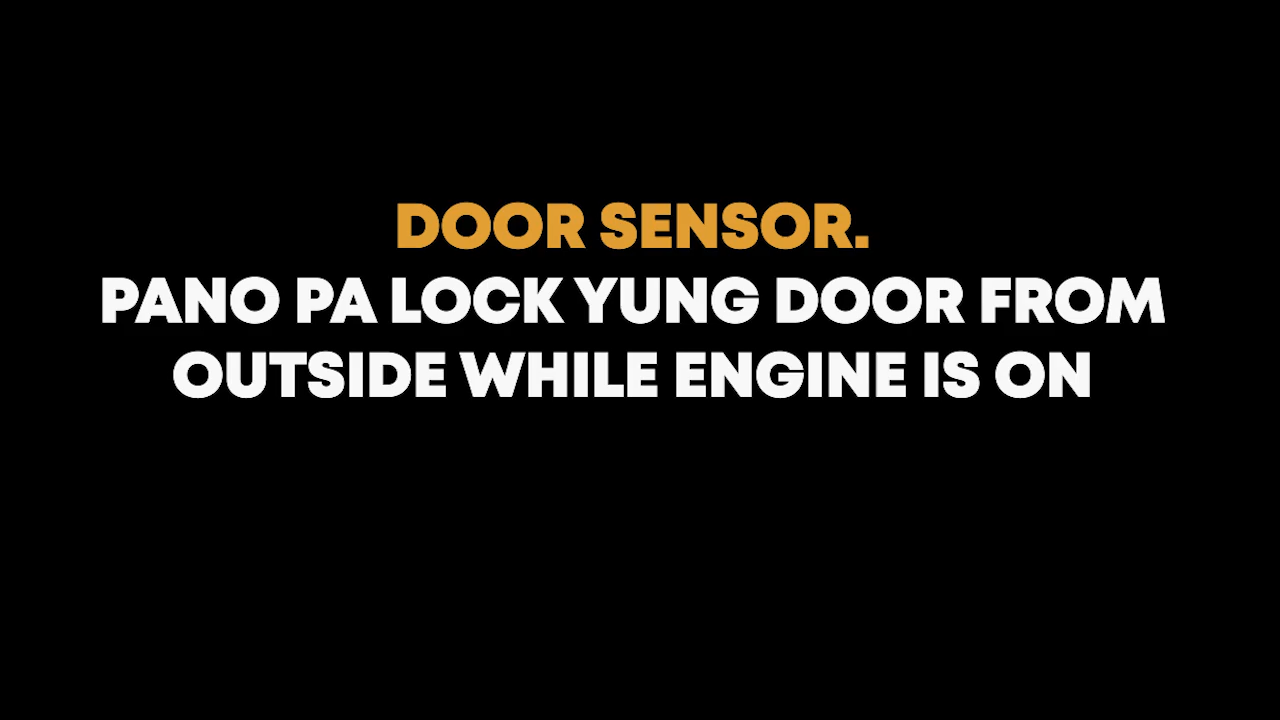 DOOR SENSOR.
PANO PA LOCK YUNG DOOR FROM
OUTSIDE WHILE ENGINE IS ON